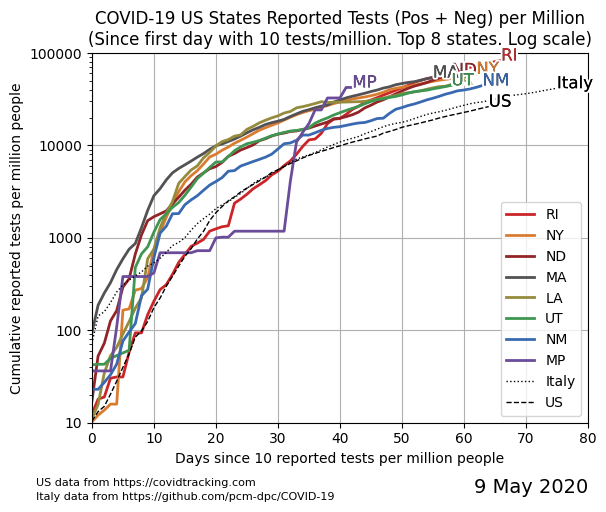 COVID-19 US States Reported Tests (Pos + Neg) per Million
(Since first day with 10 tests/million. Top 8 states. Log scale)
Cumulative reported tests per million people
100000
10000
1000
100
10
RI
NY
ND
MA
UT
NM
MP
Italy
US
RI
NY
ND
MA
LA
UT
NM
MP
Italy
US
0 10 20 30 40 50 60 70 80
Days since 10 reported tests per million people
US data from https://covidtracking.com
Italy data from https://github.com/pcm-dpc/COVID-19
9 May 2020